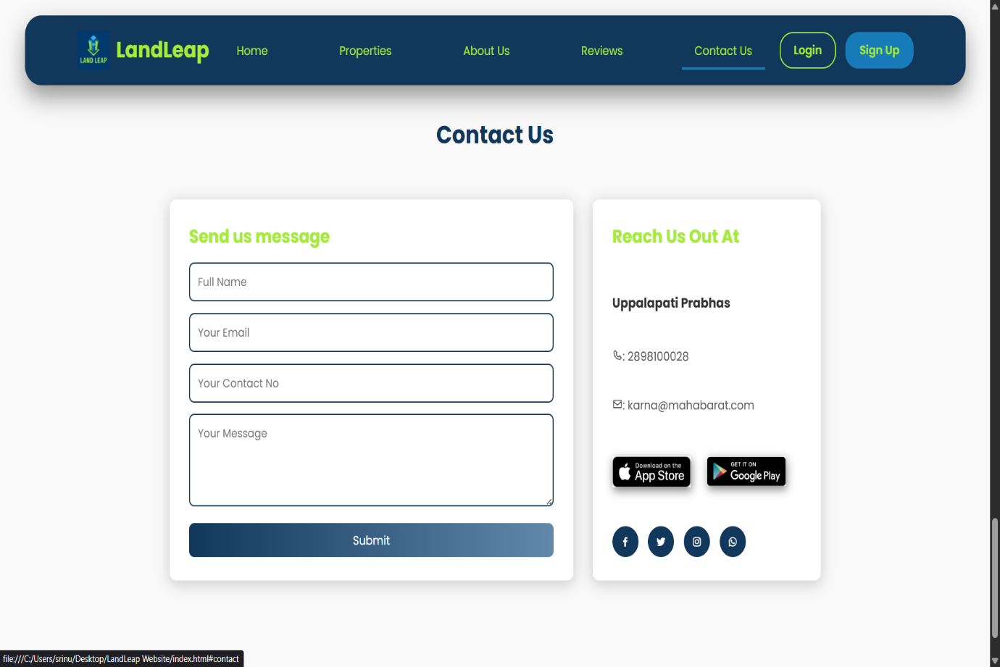 LAND LEAP
LandLeap
Home
Properties
About Us
Reviews
Contact Us
Login
Sign Up
Contact Us
Send us message
Full Name
Your Email
Your Contact No
Your Message
Submit
Reach Us Out At
Uppalapati Prabhas
: 2898100028
: karna@mahabarat.com
Download on the
App Store
GET IT ON
Google Play
file:///C:/Users/srinu/Desktop/LandLeap Website/index.html#contact